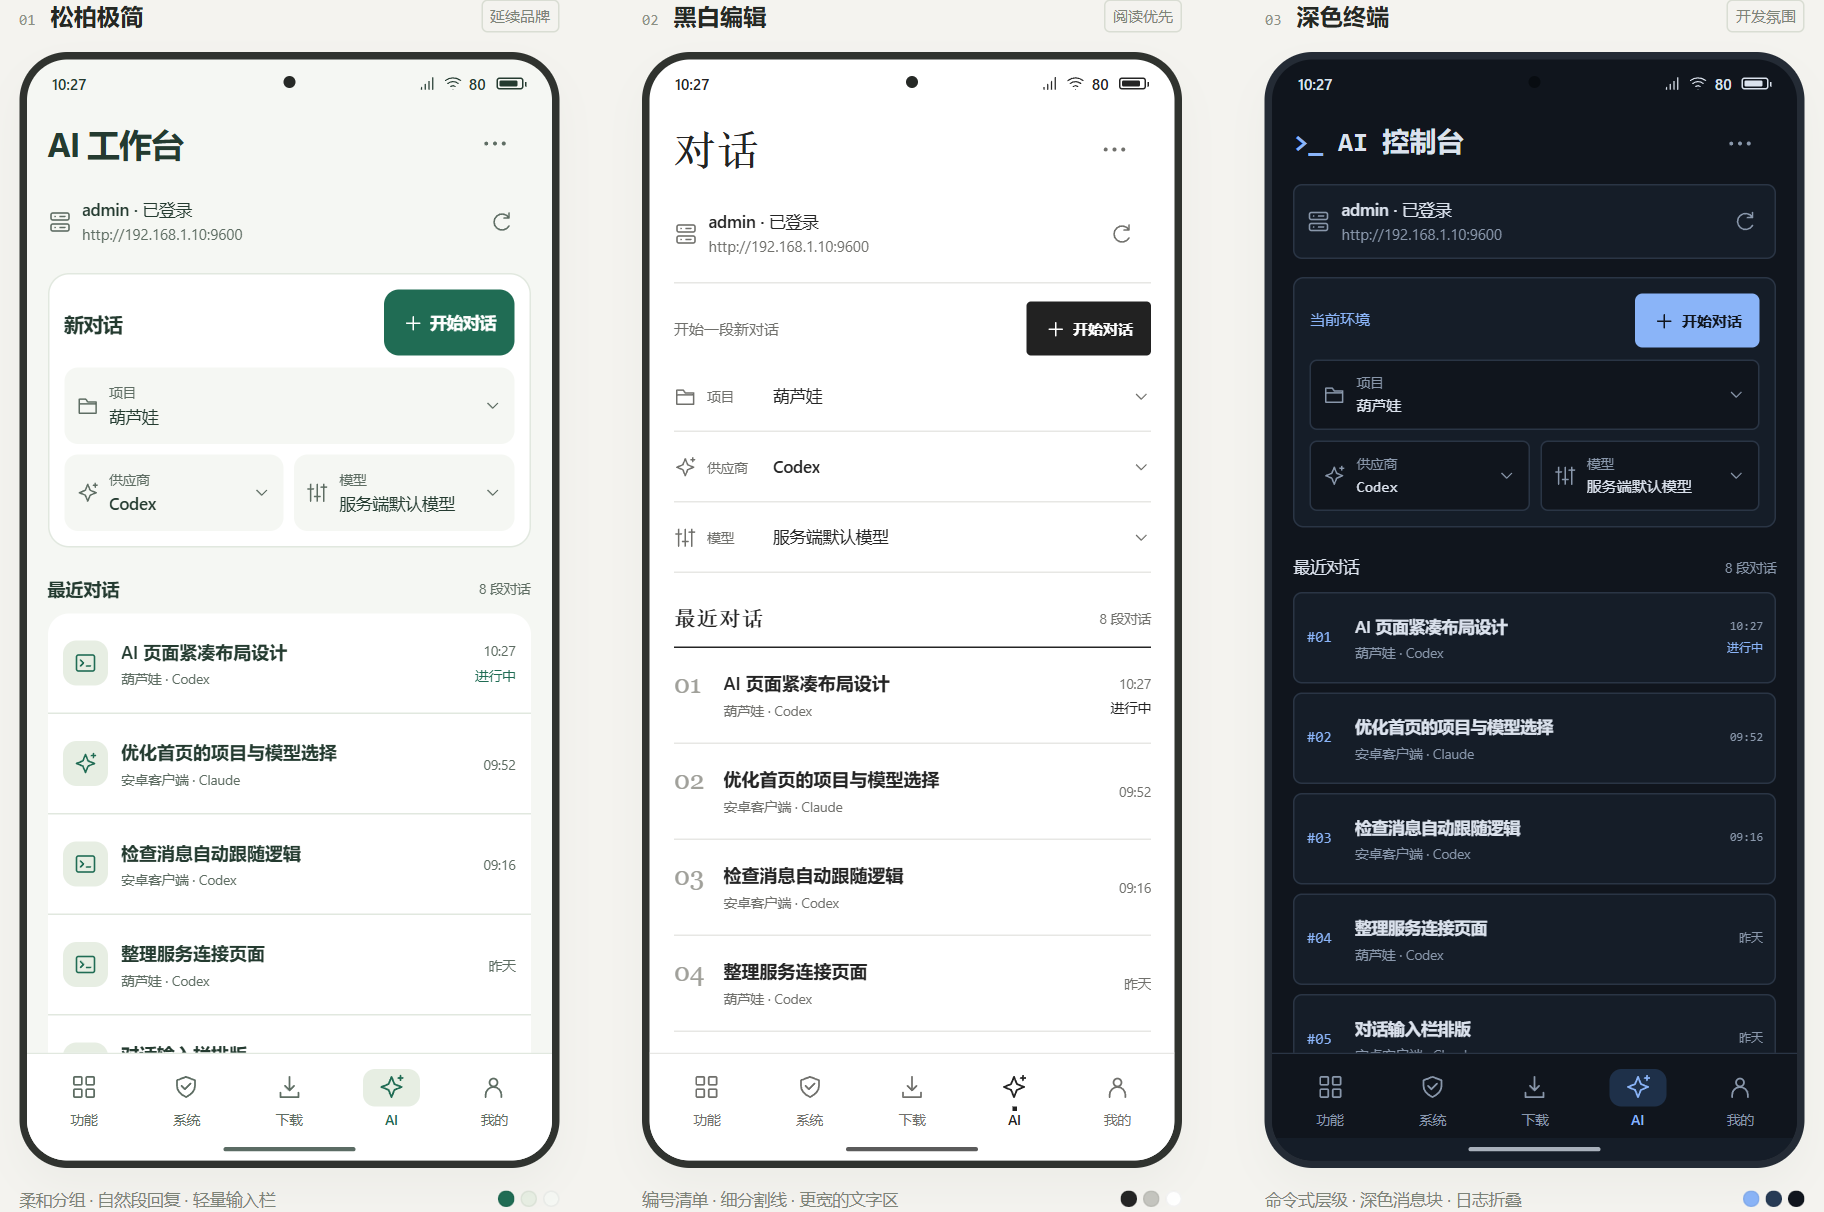 01 松柏极简 延续品牌
10:27 80
AI 工作台
admin · 已登录
http://192.168.1.10:9600
新对话 开始对话
项目
葫芦娃
供应商
Codex
模型
服务端默认模型
最近对话 8 段对话
AI 页面紧凑布局设计 10:27
葫芦娃 · Codex 进行中
优化首页的项目与模型选择
安卓客户端 · Claude 09:52
检查消息自动跟随逻辑
安卓客户端 · Codex 09:16
整理服务连接页面
葫芦娃 · Codex 昨天
对话输入栏排版
功能 系统 下载 AI 我的
柔和分组 · 自然段回复 · 轻量输入栏
02 黑白编辑 阅读优先
10:27 80
对话
admin · 已登录
http://192.168.1.10:9600
开始一段新对话 开始对话
项目 葫芦娃
供应商 Codex
模型 服务端默认模型
最近对话 8 段对话
01 AI 页面紧凑布局设计 10:27
葫芦娃 · Codex 进行中
02 优化首页的项目与模型选择
安卓客户端 · Claude 09:52
03 检查消息自动跟随逻辑
安卓客户端 · Codex 09:16
04 整理服务连接页面
葫芦娃 · Codex 昨天
功能 系统 下载 AI 我的
编号清单 · 细分割线 · 更宽的文字区
03 深色终端 开发氛围
10:27 80
>_ AI 控制台
admin · 已登录
http://192.168.1.10:9600
当前环境 开始对话
项目
葫芦娃
供应商
Codex
模型
服务端默认模型
最近对话 8 段对话
#01 AI 页面紧凑布局设计 10:27
葫芦娃 · Codex 进行中
#02 优化首页的项目与模型选择 09:52
安卓客户端 · Claude
#03 检查消息自动跟随逻辑 09:16
安卓客户端 · Codex
#04 整理服务连接页面 昨天
葫芦娃 · Codex
#05 对话输入栏排版 昨天
功能 系统 下载 AI 我的
命令式层级 · 深色消息块 · 日志折叠